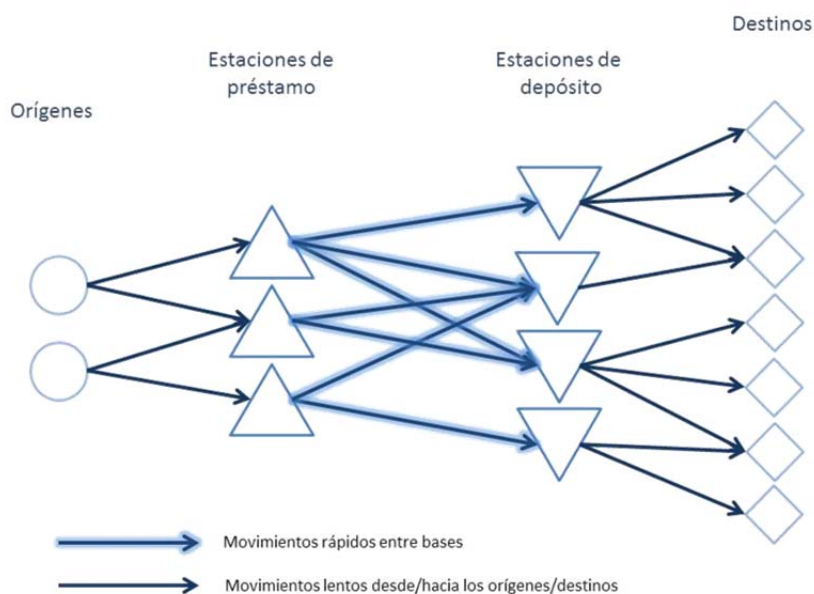 Destinos
Estaciones de
préstamo
Estaciones de
depósito
Orígenes
Movimientos rápidos entre bases
Movimientos lentos desde/hacia los orígenes/destinos